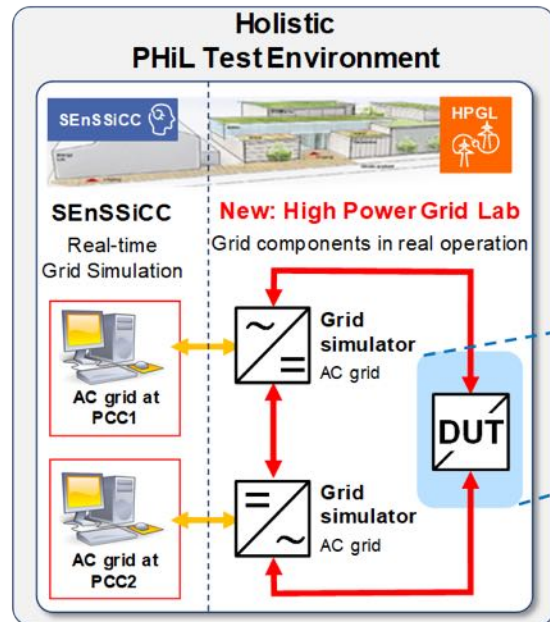 Holistic
PHiL Test Environment
SEnSSiCC
HPGL
SEnSSiCC
Real-time
Grid Simulation
New: High Power Grid Lab
Grid components in real operation
AC grid at
PCC1
Grid
simulator
AC grid
DUT
AC grid at
PCC2
Grid
simulator
AC grid